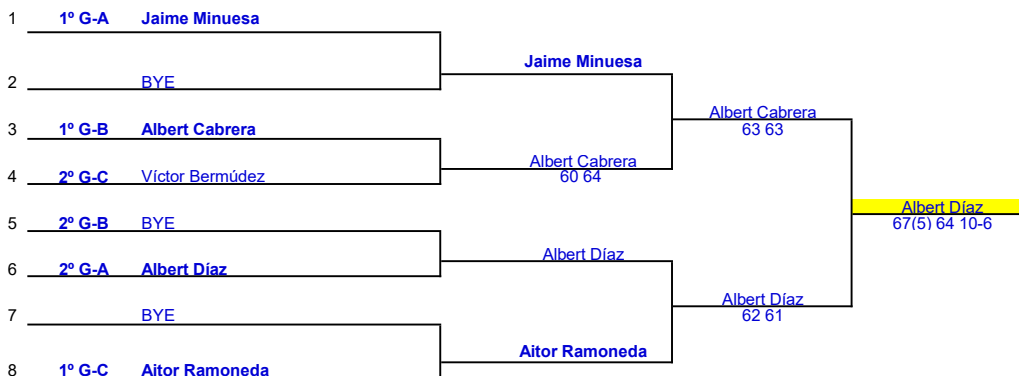 1 1º G-A Jaime Minuesa
Jaime Minuesa
2 BYE
Albert Cabrera
63 63
3 1º G-B Albert Cabrera
Albert Cabrera
60 64
4 2º G-C Víctor Bermúdez
Albert Díaz
67(5) 64 10-6
5 2º G-B BYE
Albert Díaz
6 2º G-A Albert Díaz
Albert Díaz
62 61
7 BYE
Aitor Ramoneda
8 1º G-C Aitor Ramoneda